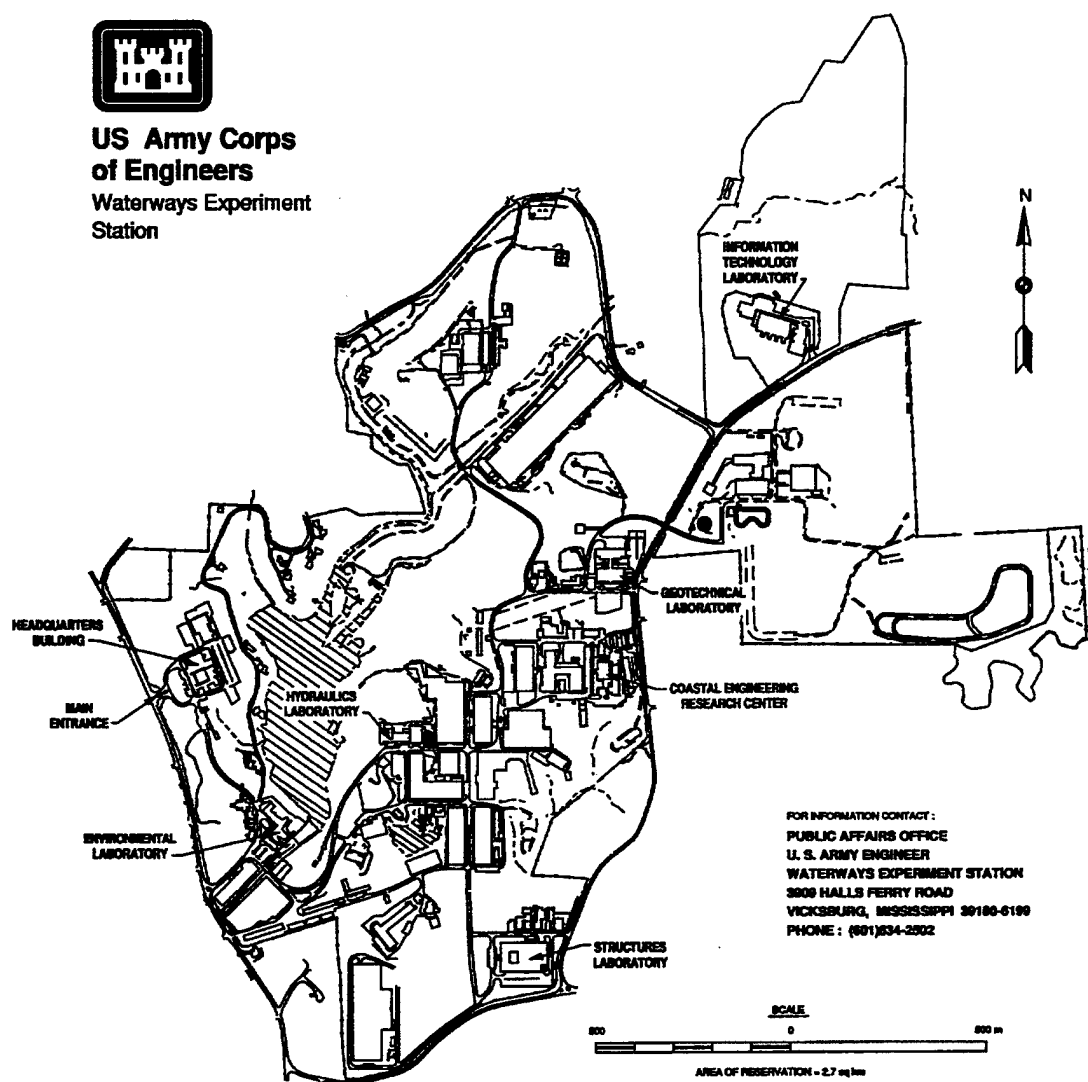 US Army Corps
of Engineers
Waterways Experiment
Station
N
INFORMATION
TECHNOLOGY
LABORATORY
GEOTECHNICAL
LABORATORY
HEADQUARTERS
BUILDING
MAIN
ENTRANCE
HYDRAULICS
LABORATORY
COASTAL ENGINEERING
RESEARCH CENTER
ENVIRONMENTAL
LABORATORY
STRUCTURES
LABORATORY
FOR INFORMATION CONTACT :
PUBLIC AFFAIRS OFFICE
U. S. ARMY ENGINEER
WATERWAYS EXPERIMENT STATION
3909 HALLS FERRY ROAD
VICKSBURG, MISSISSIPPI 39180-6199
PHONE : (601)634-2502
SCALE
500 0 500 m
AREA OF RESERVATION = 2.7 sq km